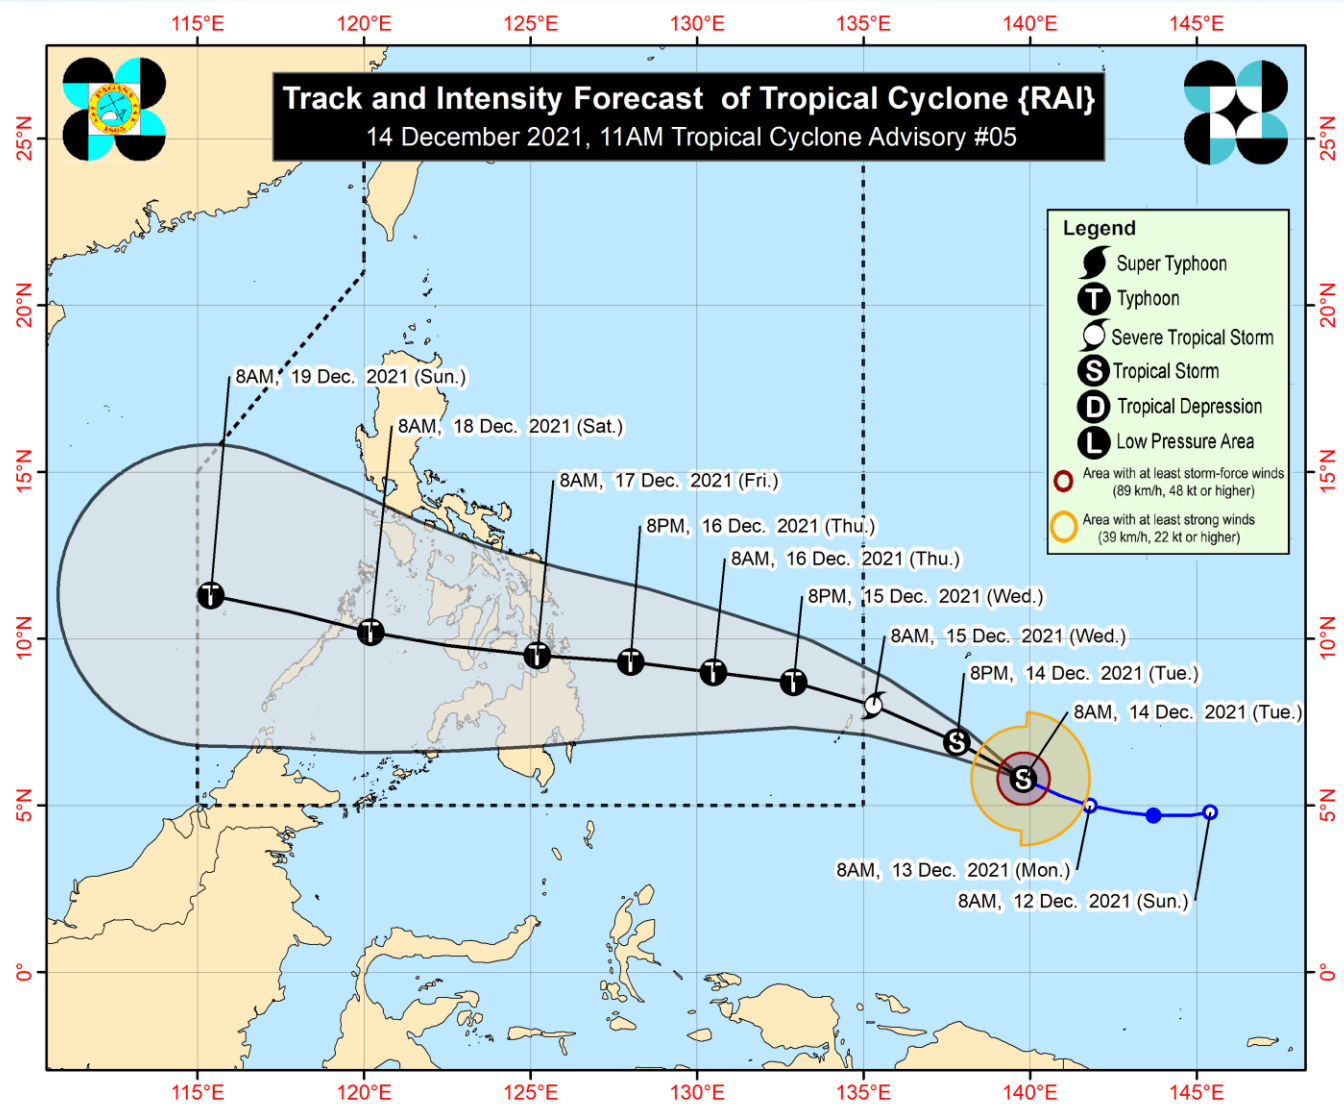 115°E 120°E 125°E 130°E 135°E 140°E 145°E
Track and Intensity Forecast of Tropical Cyclone {RAI}
14 December 2021, 11AM Tropical Cyclone Advisory #05
PAGASA
1865
25°N 25°N
Legend
Super Typhoon
T Typhoon
Severe Tropical Storm
S Tropical Storm
D Tropical Depression
L Low Pressure Area
Area with at least storm-force winds
(89 km/h, 48 kt or higher)
Area with at least strong winds
(39 km/h, 22 kt or higher)
20°N 20°N
8AM, 19 Dec. 2021 (Sun.)
8AM, 18 Dec. 2021 (Sat.)
15°N 15°N
8AM, 17 Dec. 2021 (Fri.)
8PM, 16 Dec. 2021 (Thu.)
8AM, 16 Dec. 2021 (Thu.)
8PM, 15 Dec. 2021 (Wed.)
8AM, 15 Dec. 2021 (Wed.)
10°N 10°N
8PM, 14 Dec. 2021 (Tue.)
8AM, 14 Dec. 2021 (Tue.)
T T T T T T S S
5°N 5°N
8AM, 13 Dec. 2021 (Mon.)
8AM, 12 Dec. 2021 (Sun.)
0° 0°
115°E 120°E 125°E 130°E 135°E 140°E 145°E